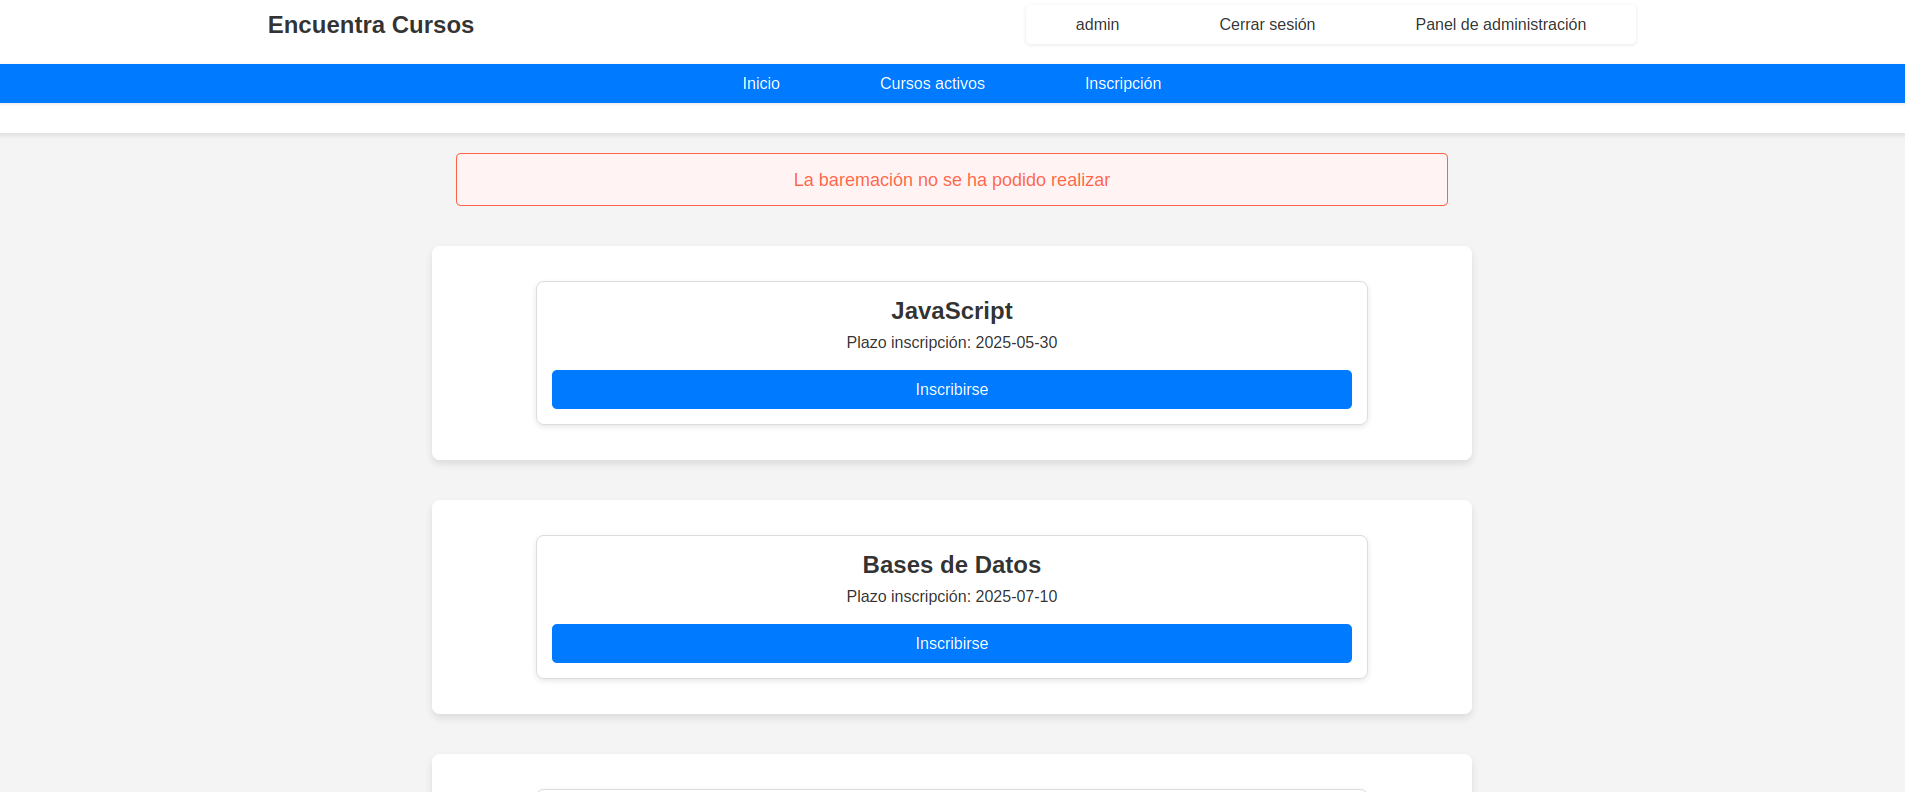 Encuentra Cursos
admin Cerrar sesión Panel de administración
Inicio Cursos activos Inscripción
La baremación no se ha podido realizar
JavaScript
Plazo inscripción: 2025-05-30
Inscribirse
Bases de Datos
Plazo inscripción: 2025-07-10
Inscribirse